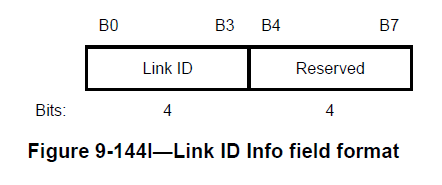 B0 B3 B4 B7
Link ID Reserved
Bits: 4 4
Figure 9-144l—Link ID Info field format